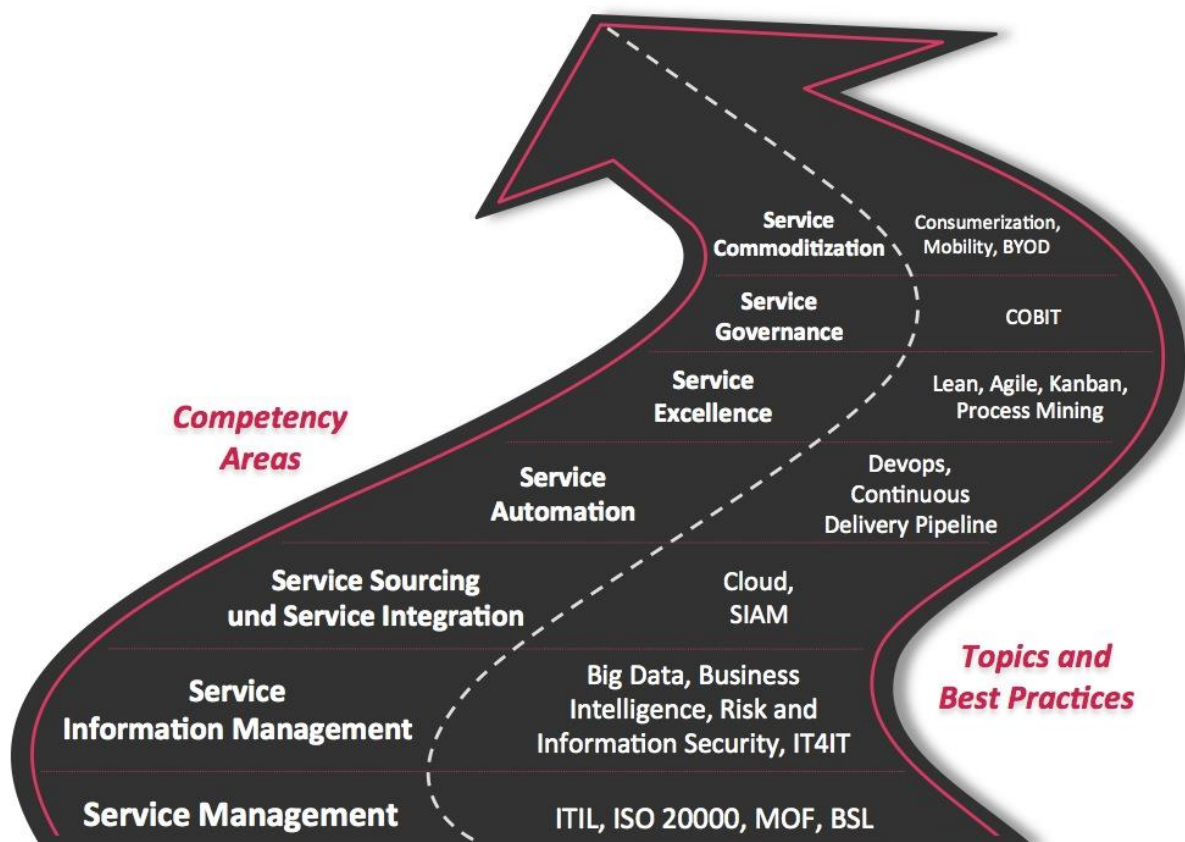 Service
Commoditization
Consumerization,
Mobility, BYOD
Service
Governance
COBIT
Service
Excellence
Lean, Agile, Kanban,
Process Mining
Competency
Areas
Service
Automation
Devops,
Continuous
Delivery Pipeline
Service Sourcing
und Service Integration
Cloud,
SIAM
Topics and
Best Practices
Service
Information Management
Big Data, Business
Intelligence, Risk and
Information Security, IT4IT
Service Management
ITIL, ISO 20000, MOF, BSL